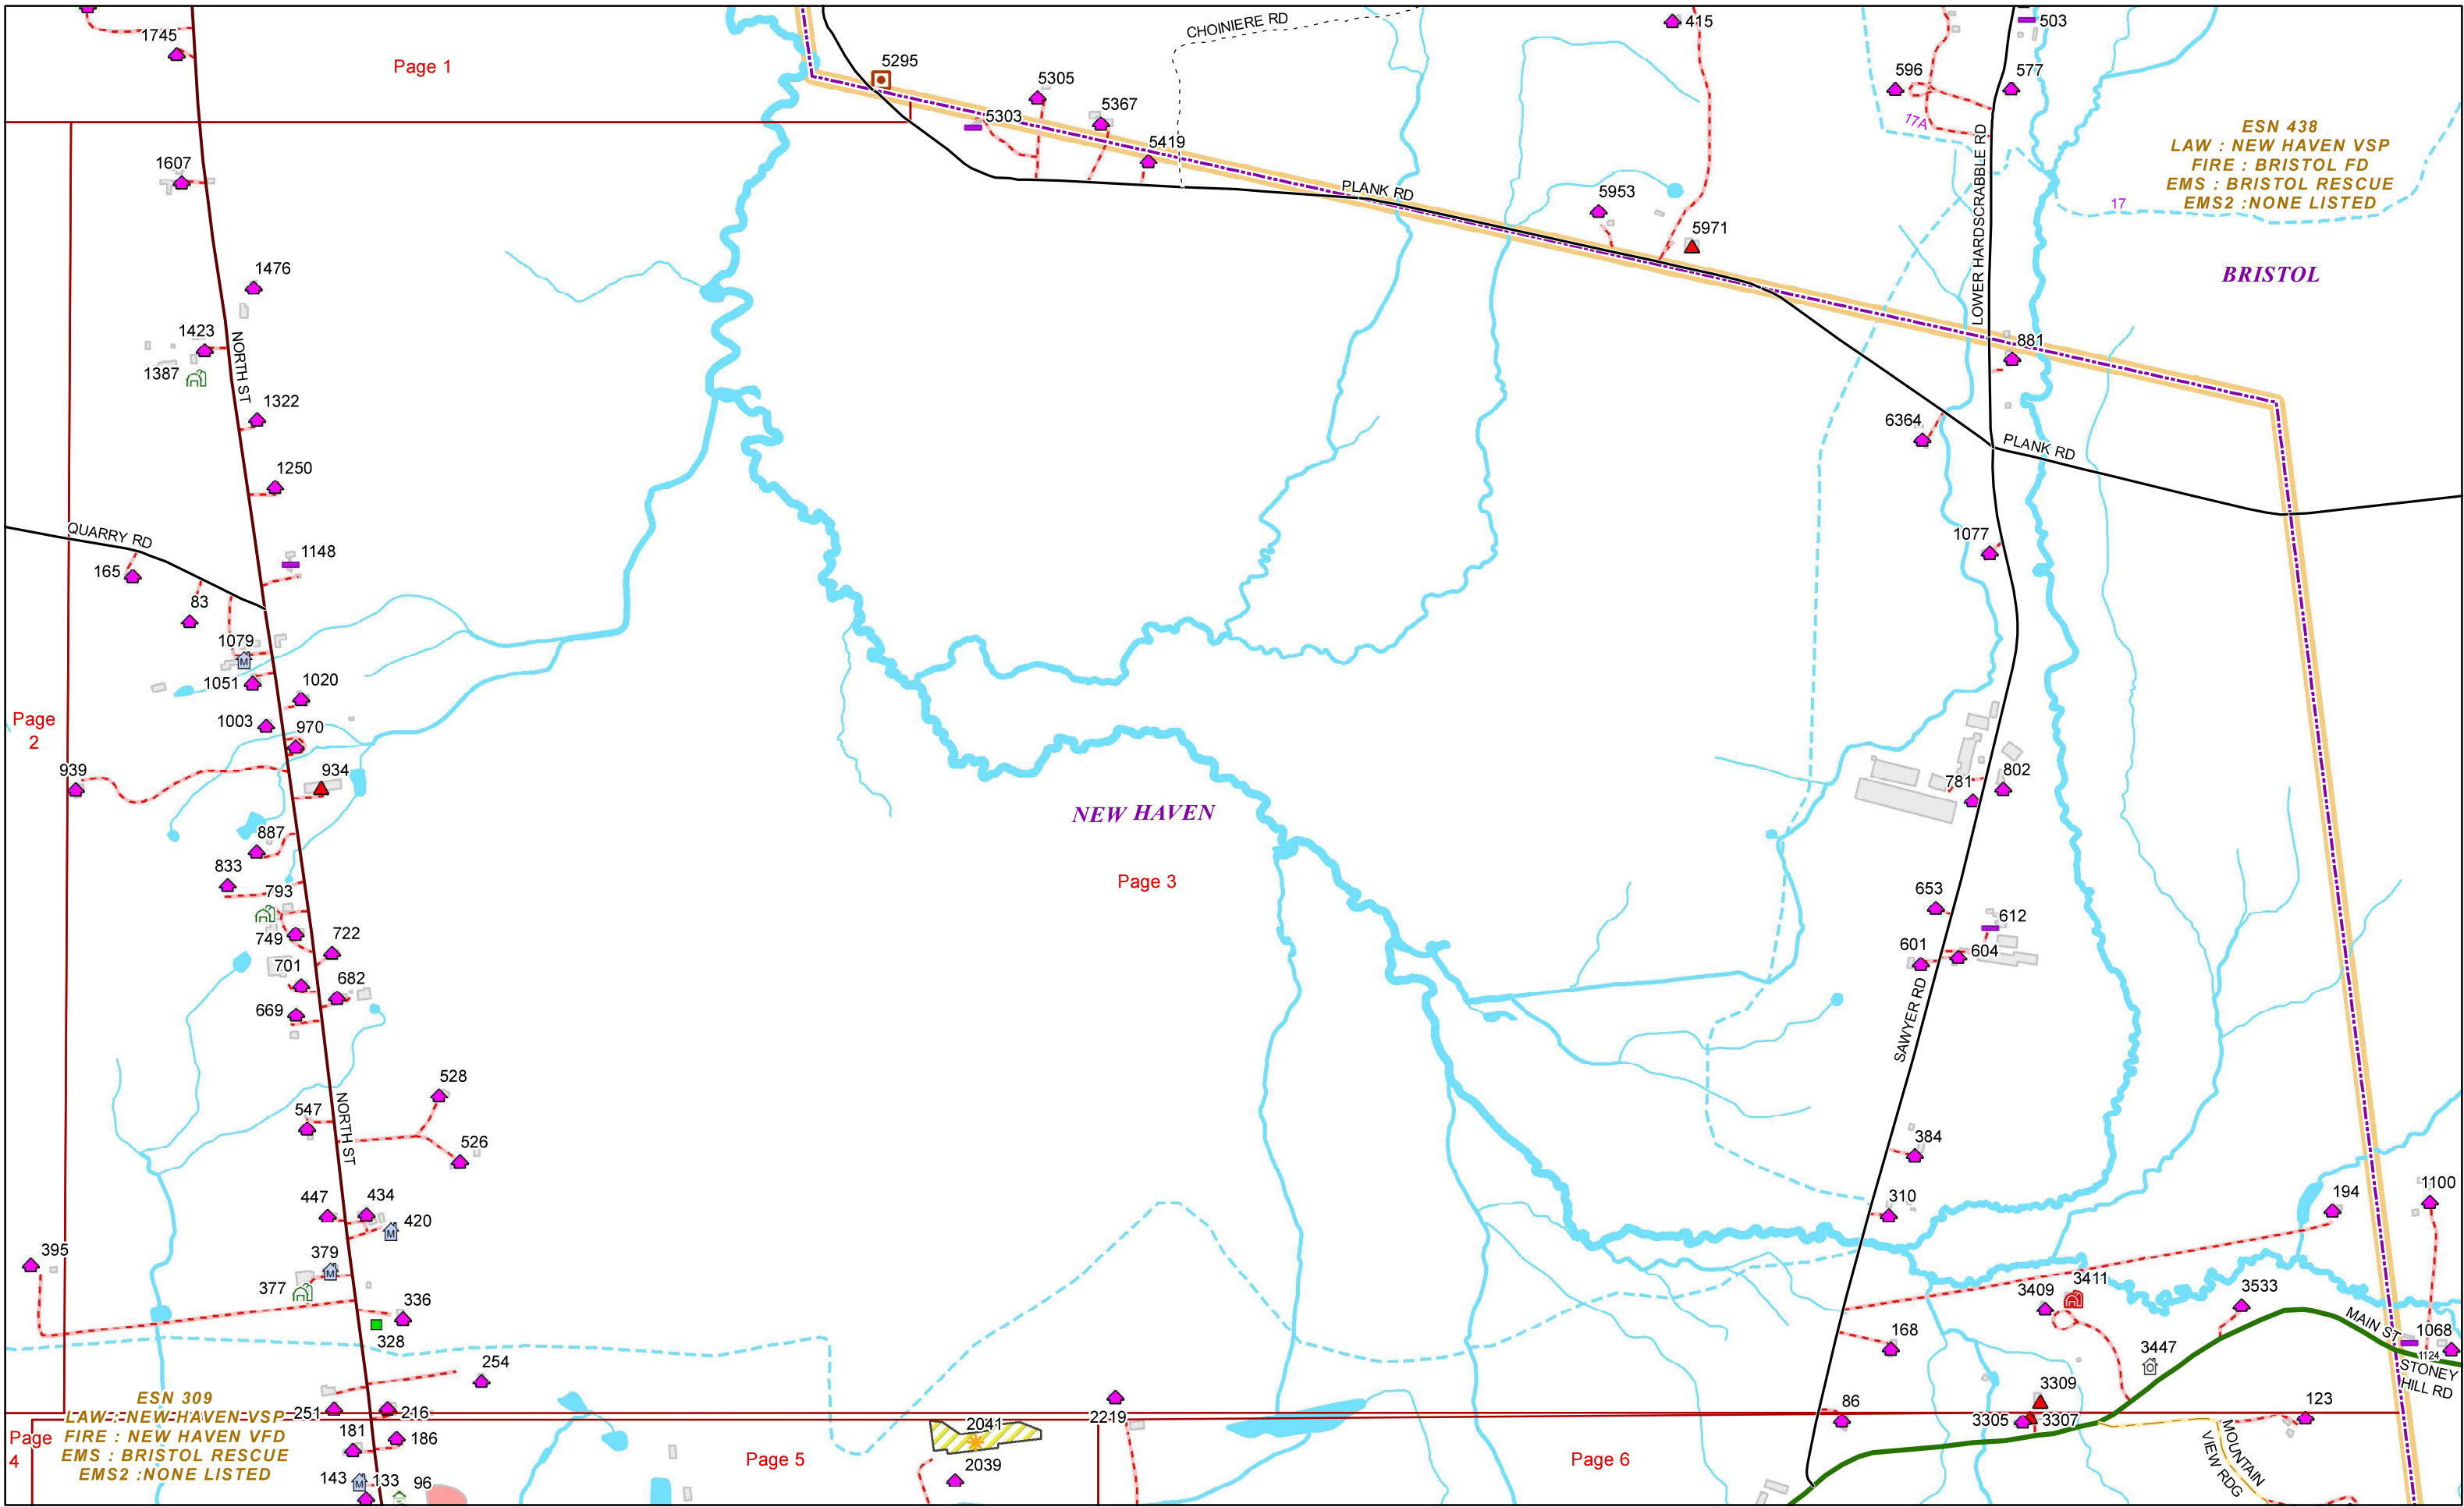 1745
Page 1
CHOINIERE RD
415
503
5295
5305
596
577
5367
5303
17A
ESN 438
LAW : NEW HAVEN VSP
FIRE : BRISTOL FD
EMS : BRISTOL RESCUE
EMS2 :NONE LISTED
5419
1607
PLANK RD
5953
17
LOWER HARDSCRABBLE RD
5971
1476
BRISTOL
1423
NORTH ST
1387
881
1322
6364
PLANK RD
1250
QUARRY RD
1148
1077
165
83
1079
1051
1020
1003
970
Page
2
939
934
781
802
NEW HAVEN
887
833
Page 3
793
653
749
722
612
601
604
701
682
669
SAWYER RD
528
547
NORTH ST
526
384
447
434
420
310
194
1100
395
379
377
3411
3409
3533
336
328
168
MAIN ST
1068
1124
STONEY
HILL RD
3447
254
3309
ESN 309
LAW : NEW HAVEN VSP
FIRE : NEW HAVEN VFD
EMS : BRISTOL RESCUE
EMS2 :NONE LISTED
251
216
2219
86
3305
3307
123
Page
4
181
186
2041
Page 5
Page 6
MOUNTAIN
VIEW RDG
2039
143
133
96